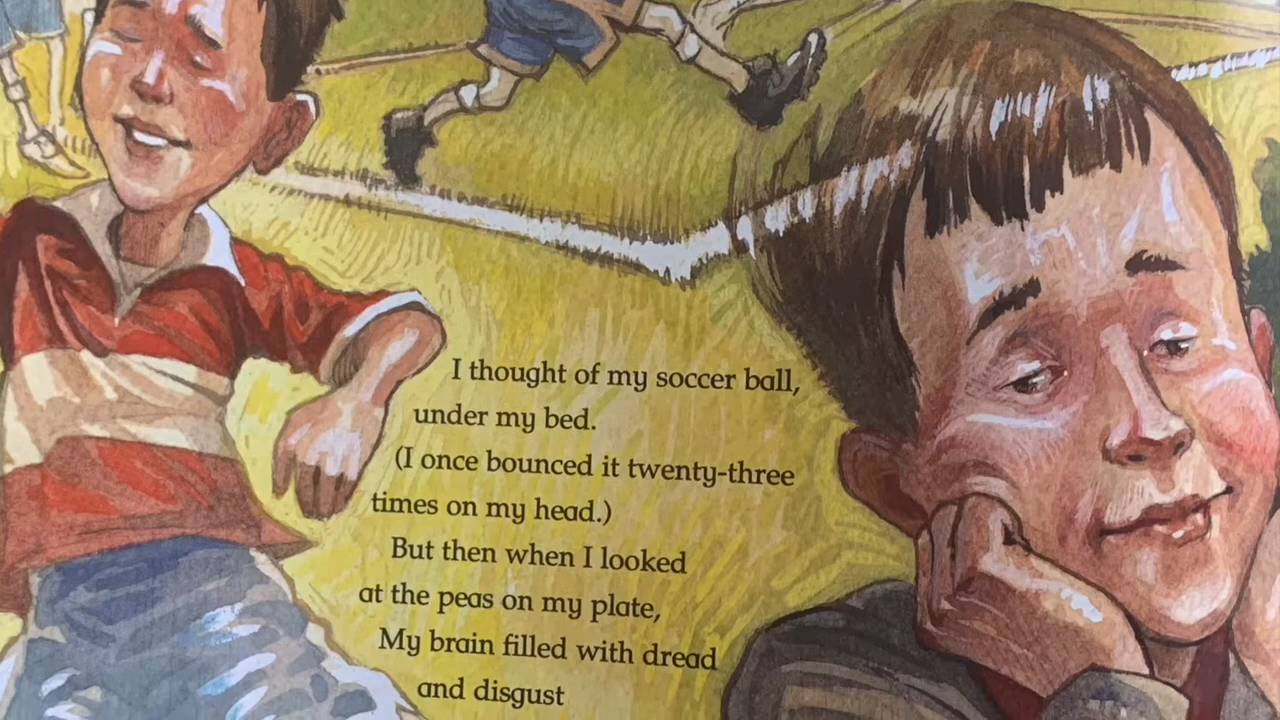 I thought of my soccer ball,
under my bed.
(I once bounced it twenty-three
times on my head.)
But then when I looked
at the peas on my plate,
My brain filled with dread
and disgust